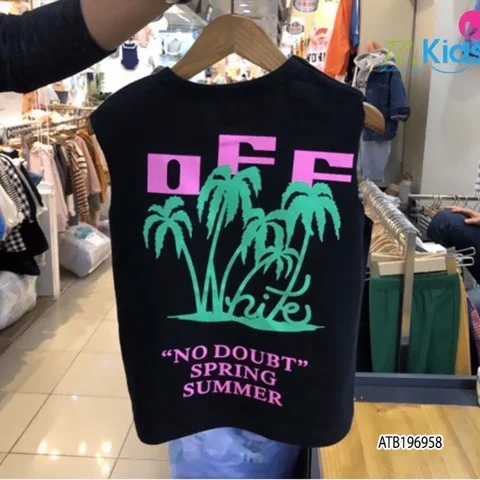 Kids
OFF
White
“NO DOUBT”
SPRING
SUMMER
ATB196958